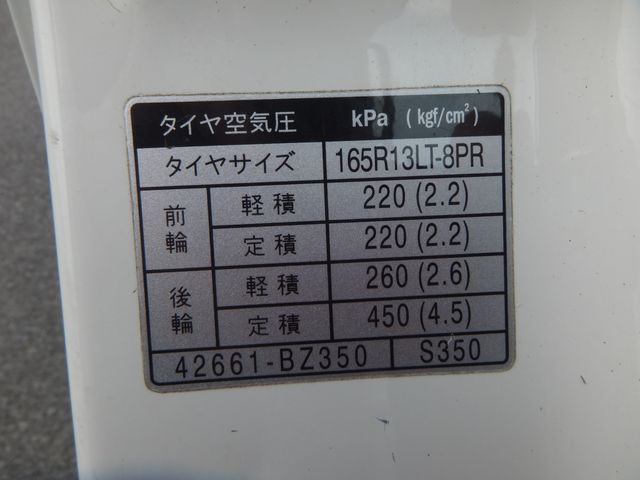 タイヤ空気圧 kPa (kgf/cm²)
タイヤサイズ 165R13LT-8PR
前輪 軽積 220 (2.2)
定積 220 (2.2)
後輪 軽積 260 (2.6)
定積 450 (4.5)
42661-BZ350 S350